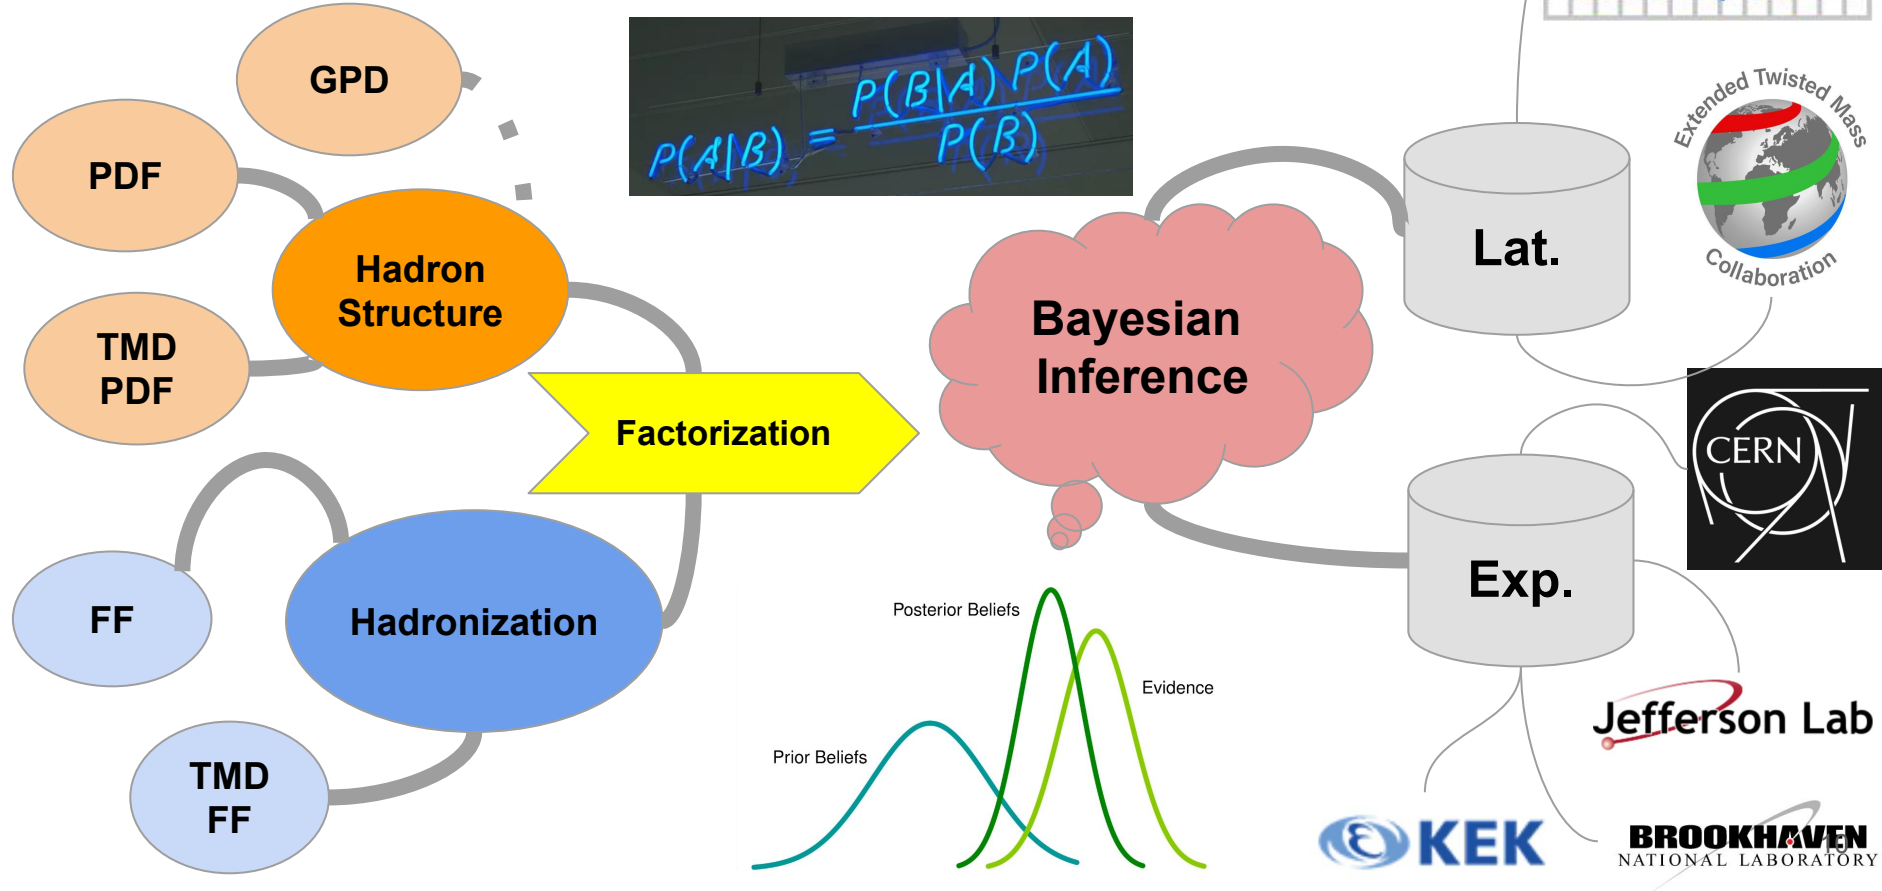 GPD
PDF
TMD
PDF
Hadron
Structure
FF
Hadronization
TMD
FF
Factorization
P(A|B) = P(B|A) P(A)
P(B)
Bayesian
Inference
Posterior Beliefs
Evidence
Prior Beliefs
Lat.
Exp.
Extended Twisted Mass
Collaboration
CERN
Jefferson Lab
KEK
BROOKHAVEN
NATIONAL LABORATORY
10